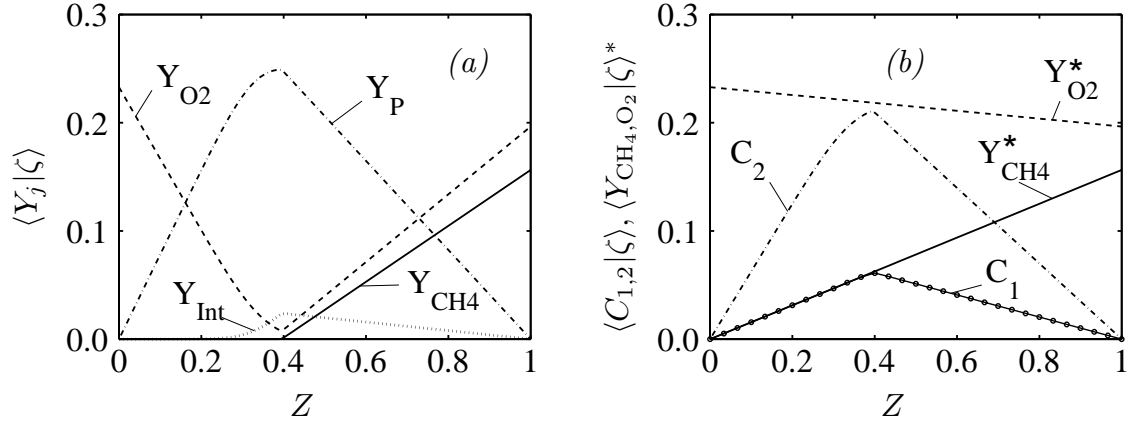 0.3
0.2
0.1
0.0
⟨Y_j|ζ⟩
(a)
Y_O2
Y_P
Y_Int
Y_CH4
0 0.2 0.4 0.6 0.8 1
Z
0.3
0.2
0.1
0.0
⟨C_{1,2}|ζ⟩, ⟨Y_{CH_4,O_2}|ζ⟩*
(b)
Y*_O2
C_2
Y*_CH4
C_1
0 0.2 0.4 0.6 0.8 1
Z